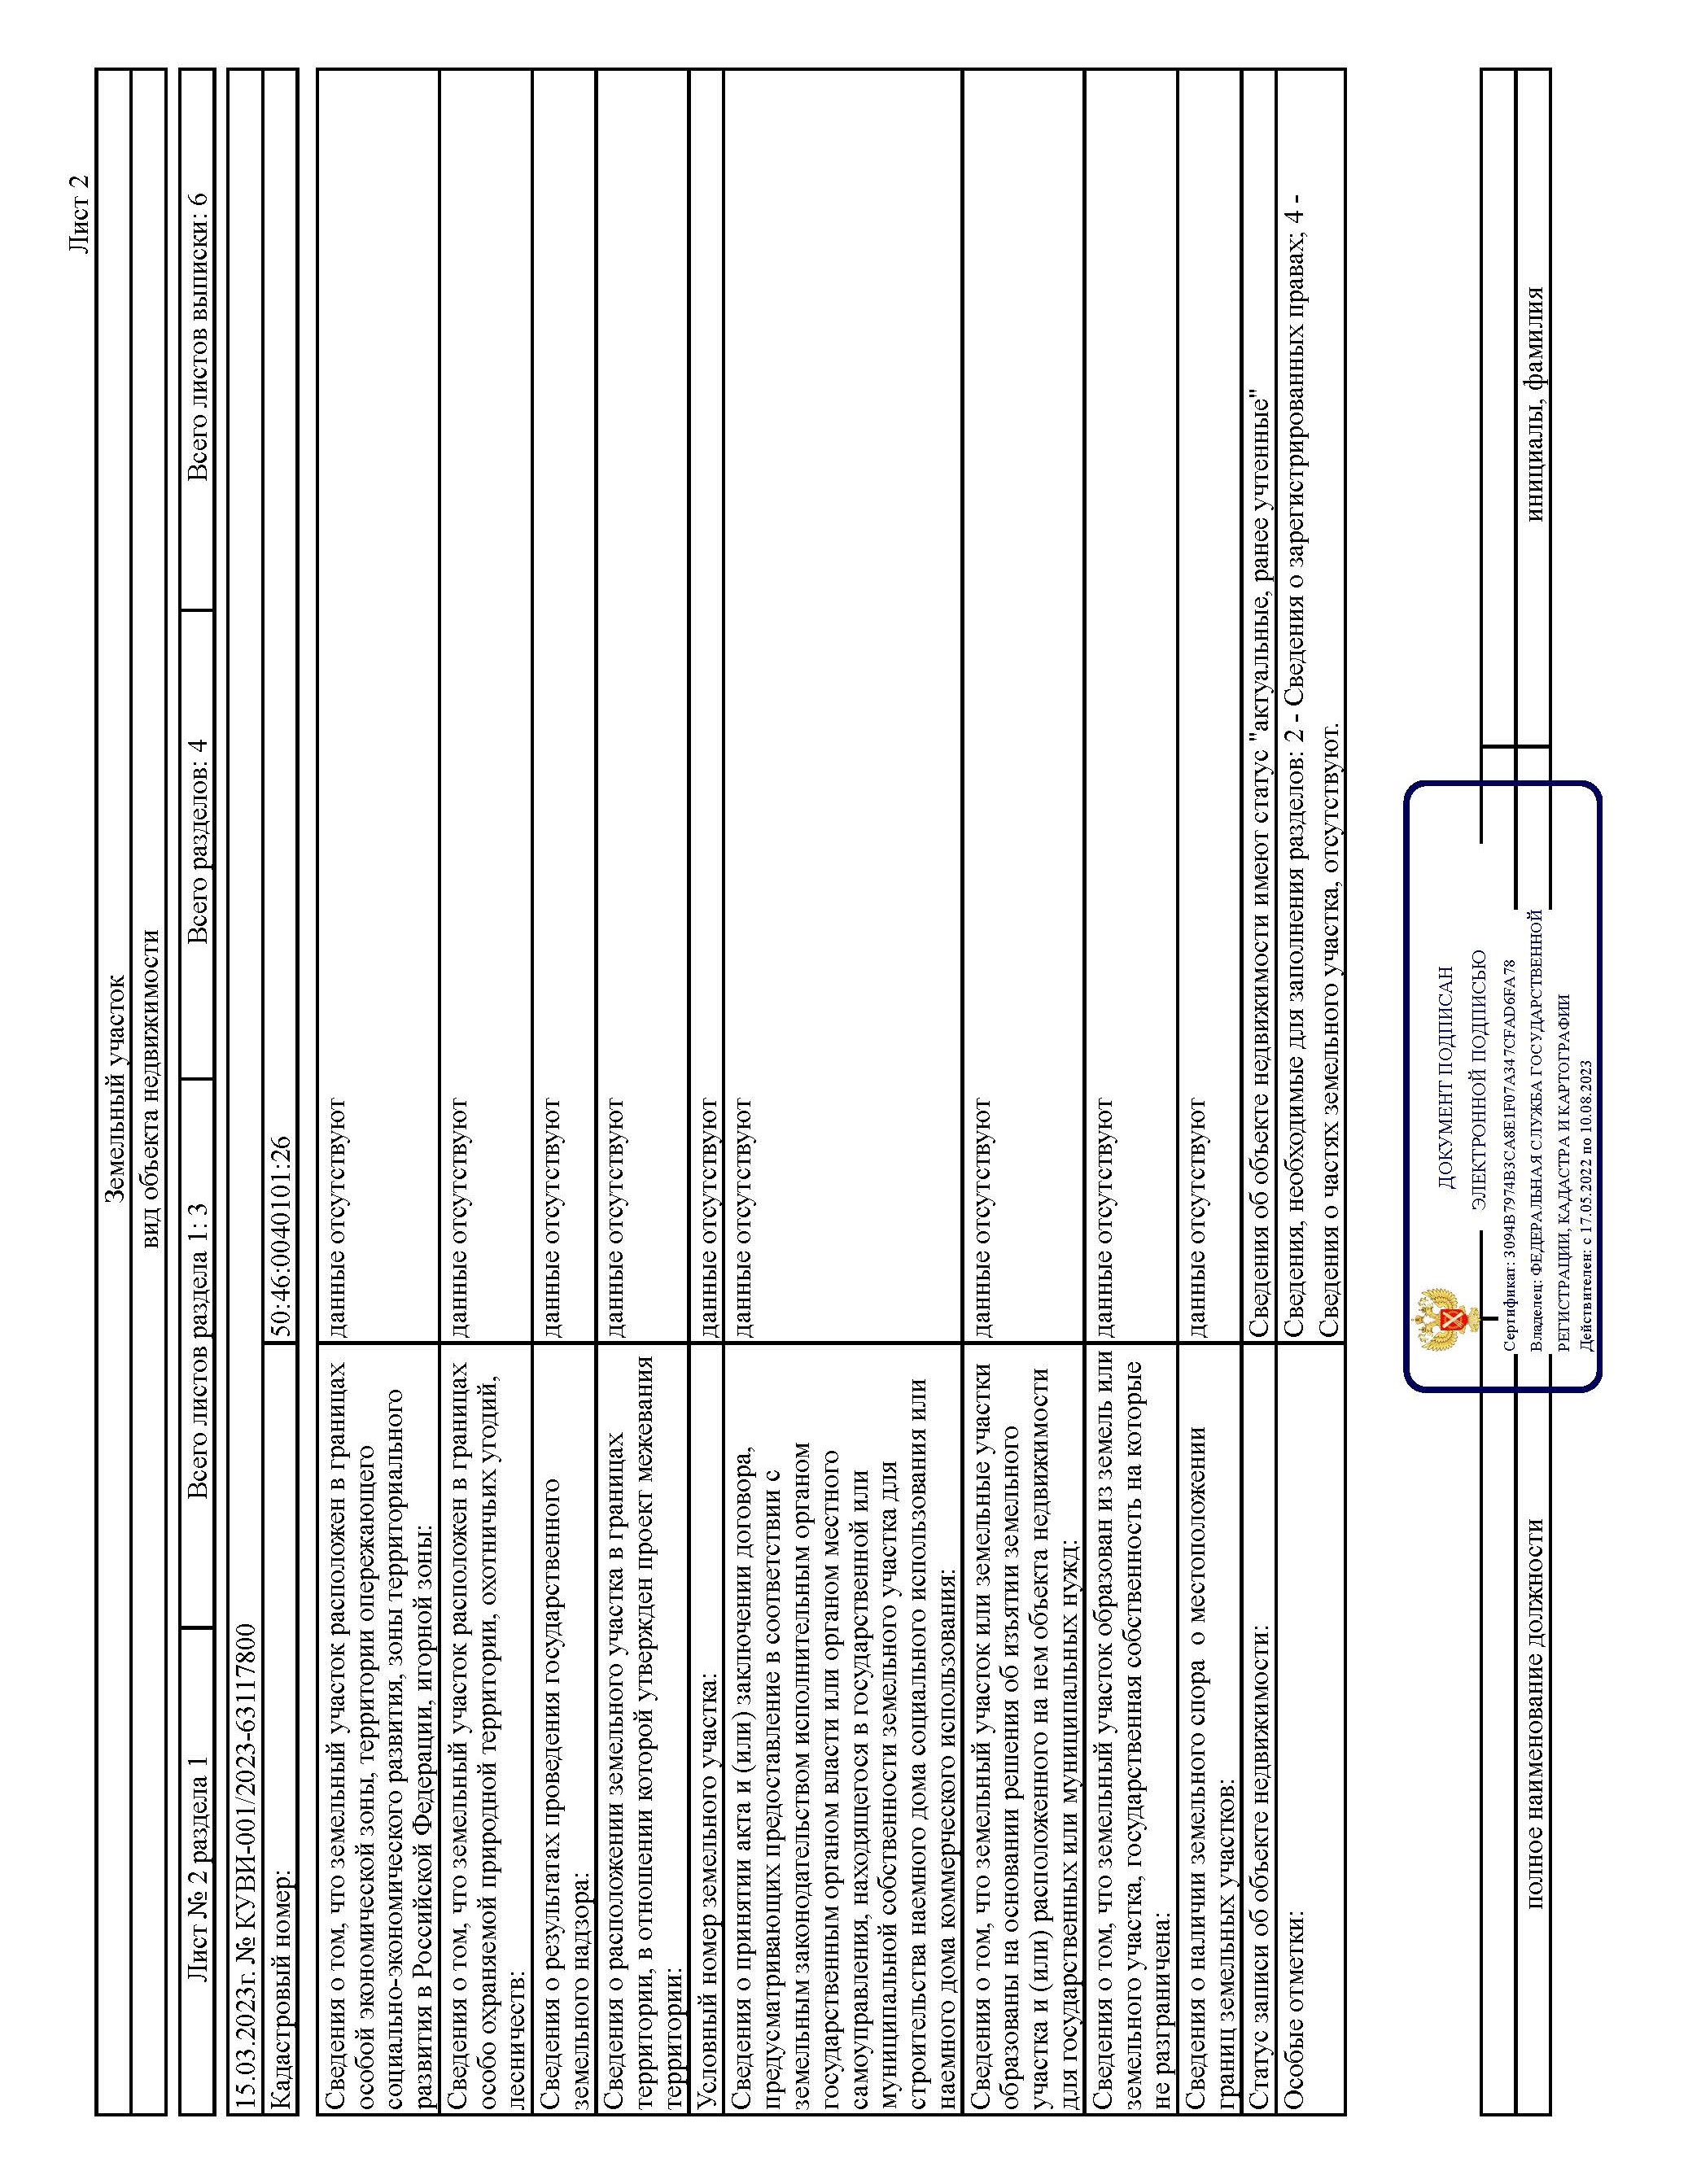 Лист 2
Земельный участок
вид объекта недвижимости
Лист № 2 раздела 1
Всего листов раздела 1: 3
Всего разделов: 4
Всего листов выписки: 6
15.03.2023г. № КУВИ-001/2023-63117800
Кадастровый номер:
50:46:0040101:26
Сведения о том, что земельный участок расположен в границах
особой экономической зоны, территории опережающего
социально-экономического развития, зоны территориального
развития в Российской Федерации, игорной зоны:
данные отсутствуют
Сведения о том, что земельный участок расположен в границах
особо охраняемой природной территории, охотничьих угодий,
лесничеств:
данные отсутствуют
Сведения о результатах проведения государственного
земельного надзора:
данные отсутствуют
Сведения о расположении земельного участка в границах
территории, в отношении которой утвержден проект межевания
территории:
данные отсутствуют
Условный номер земельного участка:
данные отсутствуют
Сведения о принятии акта и (или) заключении договора,
предусматривающих предоставление в соответствии с
земельным законодательством исполнительным органом
государственным органом власти или органом местного
самоуправления, находящегося в государственной или
муниципальной собственности земельного участка для
строительства наемного дома социального использования или
наемного дома коммерческого использования:
данные отсутствуют
Сведения о том, что земельный участок или земельные участки
образованы на основании решения об изъятии земельного
участка и (или) расположенного на нем объекта недвижимости
для государственных или муниципальных нужд:
данные отсутствуют
Сведения о том, что земельный участок образован из земель или
земельного участка, государственная собственность на которые
не разграничена:
данные отсутствуют
Сведения о наличии земельного спора о местоположении
границ земельных участков:
данные отсутствуют
Статус записи об объекте недвижимости:
Сведения об объекте недвижимости имеют статус "актуальные, ранее учтенные"
Особые отметки:
Сведения, необходимые для заполнения разделов: 2 - Сведения о зарегистрированных правах; 4 -
Сведения о частях земельного участка, отсутствуют.
ДОКУМЕНТ ПОДПИСАН
ЭЛЕКТРОННОЙ ПОДПИСЬЮ
Сертификат: 3094B7974B3CA8E1F07A347CFAD6FA78
Владелец: ФЕДЕРАЛЬНАЯ СЛУЖБА ГОСУДАРСТВЕННОЙ
РЕГИСТРАЦИИ, КАДАСТРА И КАРТОГРАФИИ
Действителен: с 17.05.2022 по 10.08.2023
полное наименование должности
инициалы, фамилия